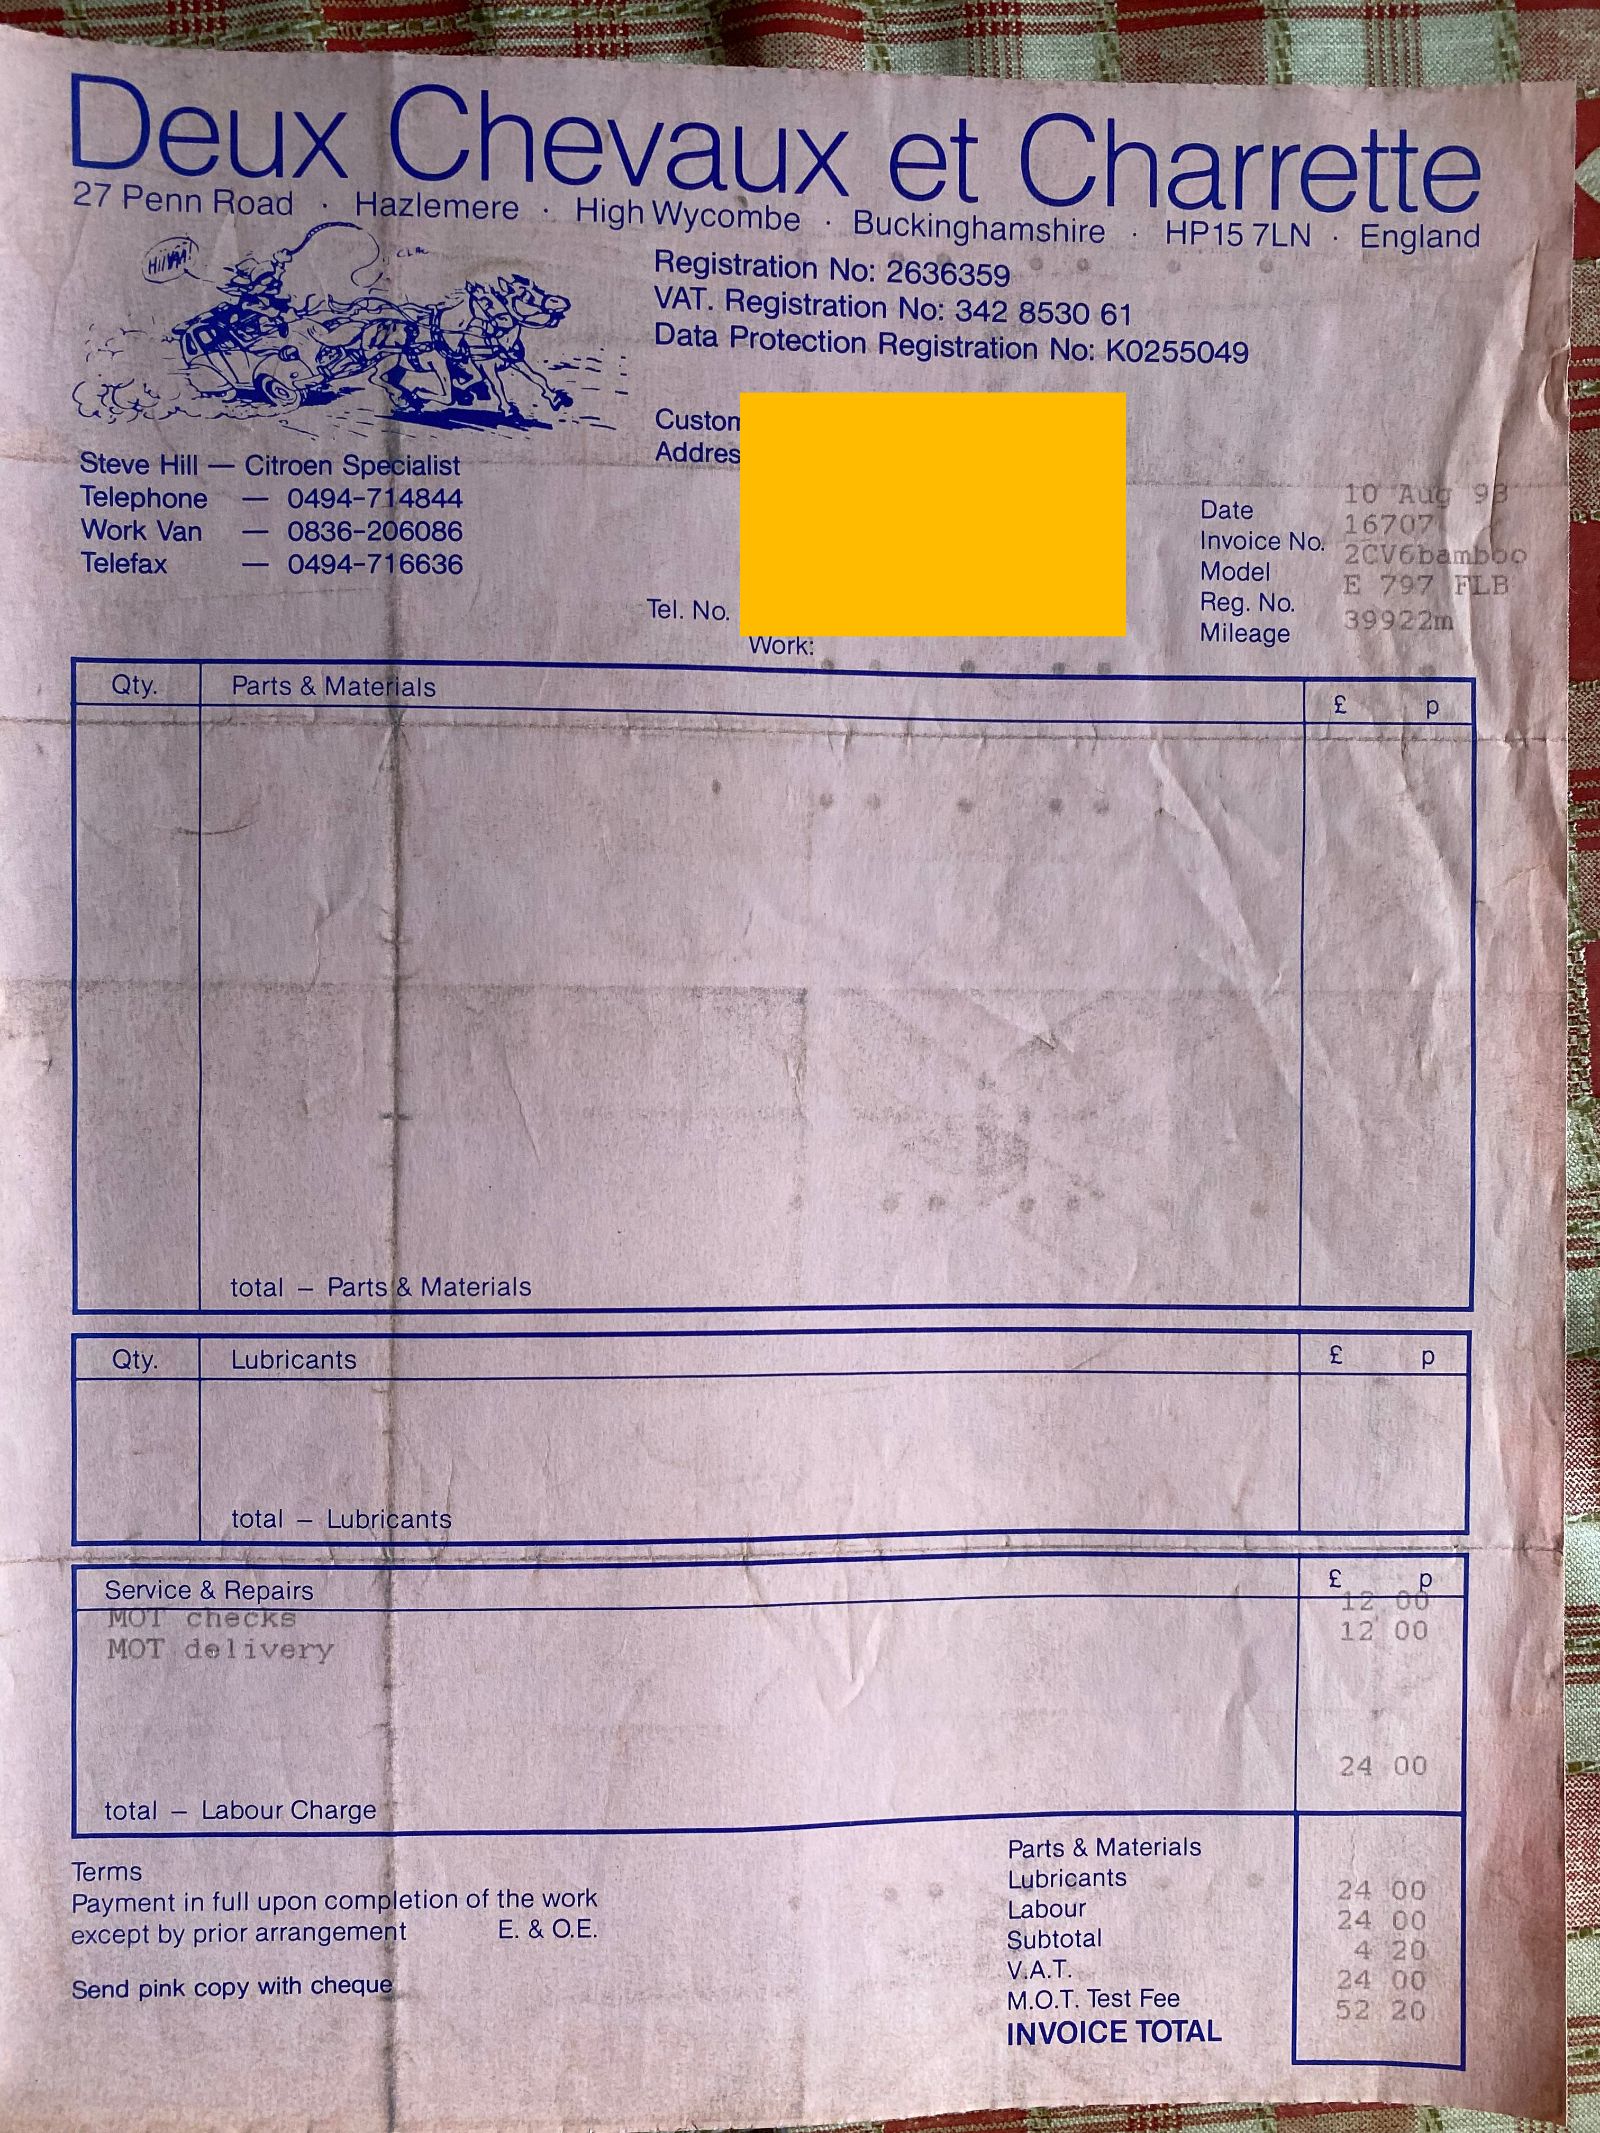 Deux Chevaux et Charrette
27 Penn Road · Hazlemere · High Wycombe · Buckinghamshire · HP15 7LN · England
Registration No: 2636359
VAT. Registration No: 342 8530 61
Data Protection Registration No: K0255049
Custom
Addres
Steve Hill — Citroen Specialist
Telephone — 0494-714844
Work Van — 0836-206086
Telefax — 0494-716636
Tel. No.
Work:
Date 10 Aug 93
Invoice No. 16707
Model 2CV6bamboo
Reg. No. E 797 FLB
Mileage 39922m
Qty. Parts & Materials £ p
total – Parts & Materials
Qty. Lubricants £ p
total – Lubricants
Service & Repairs £ p
MOT checks 12 00
MOT delivery 12 00
total – Labour Charge 24 00
Terms
Payment in full upon completion of the work
except by prior arrangement E. & O.E.
Send pink copy with cheque
Parts & Materials
Lubricants
Labour 24 00
Subtotal 24 00
V.A.T. 4 20
M.O.T. Test Fee 24 00
INVOICE TOTAL 52 20